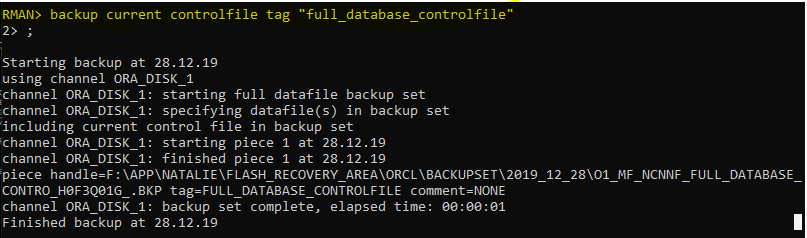 RMAN> backup current controlfile tag "full_database_controlfile"
2> ;
Starting backup at 28.12.19
using channel ORA_DISK_1
channel ORA_DISK_1: starting full datafile backup set
channel ORA_DISK_1: specifying datafile(s) in backup set
including current control file in backup set
channel ORA_DISK_1: starting piece 1 at 28.12.19
channel ORA_DISK_1: finished piece 1 at 28.12.19
piece handle=F:\APP\NATALIE\FLASH_RECOVERY_AREA\ORCL\BACKUPSET\2019_12_28\O1_MF_NCNNF_FULL_DATABASE_
CONTRO_H0F3Q01G_.BKP tag=FULL_DATABASE_CONTROLFILE comment=NONE
channel ORA_DISK_1: backup set complete, elapsed time: 00:00:01
Finished backup at 28.12.19